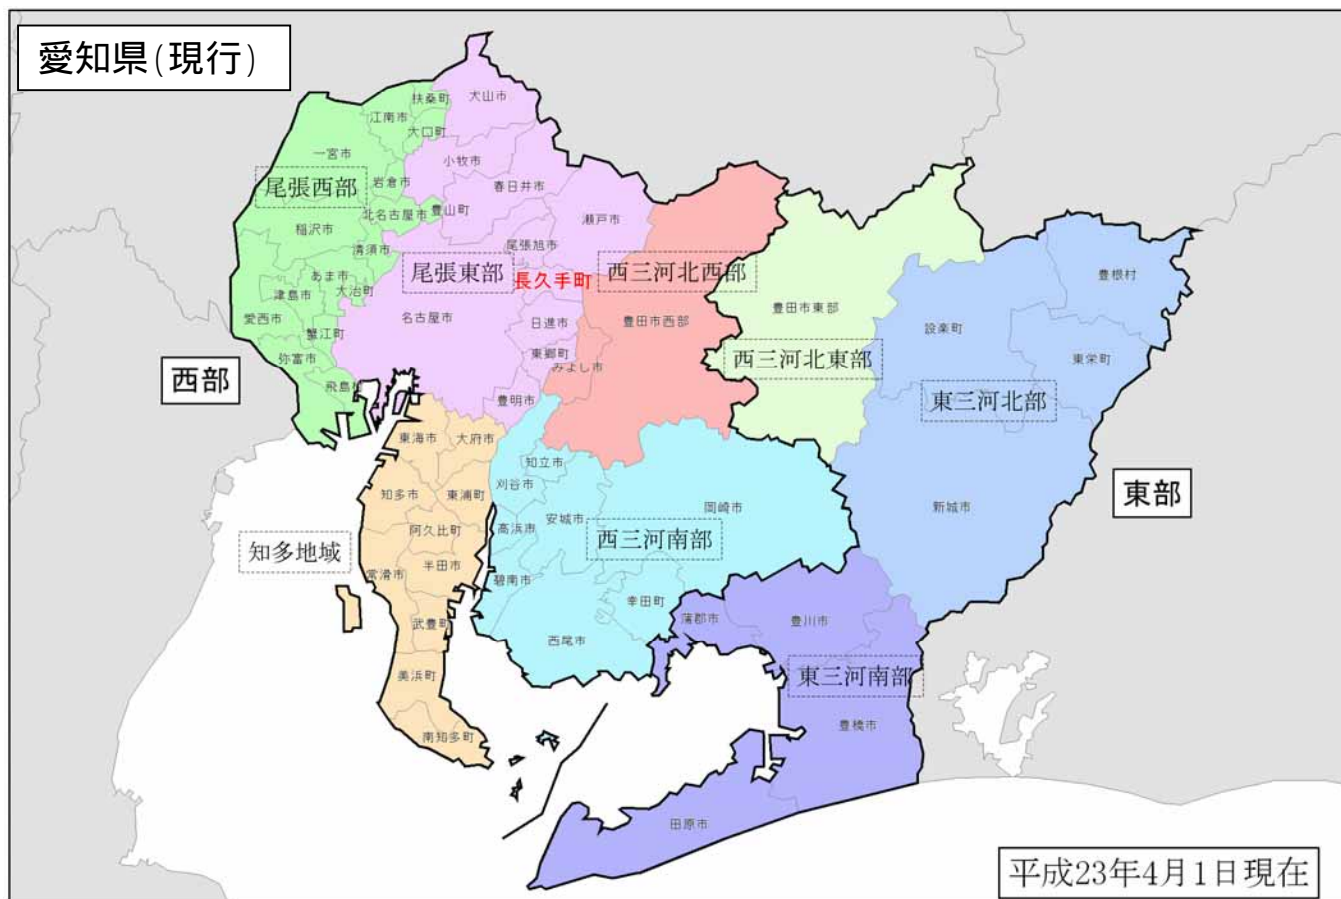 愛知県(現行)
扶桑町
犬山市
江南市
大口町
一宮市
小牧市
尾張西部
岩倉市
春日井市
北名古屋市
豊山町
瀬戸市
稲沢市
清須市
尾張旭市
あま市
尾張東部
長久手町
西三河北西部
豊根村
津島市
大治町
豊田市東部
愛西市
蟹江町
名古屋市
日進市
豊田市西部
設楽町
弥富市
東郷町
みよし市
西三河北東部
東栄町
西部
飛島村
豊明市
東三河北部
東海市
大府市
知立市
刈谷市
知多市
東浦町
東部
岡崎市
新城市
安城市
高浜市
阿久比町
西三河南部
知多地域
常滑市
半田市
碧南市
幸田町
武豊町
蒲郡市
豊川市
西尾市
美浜町
東三河南部
豊橋市
南知多町
田原市
平成23年4月1日現在